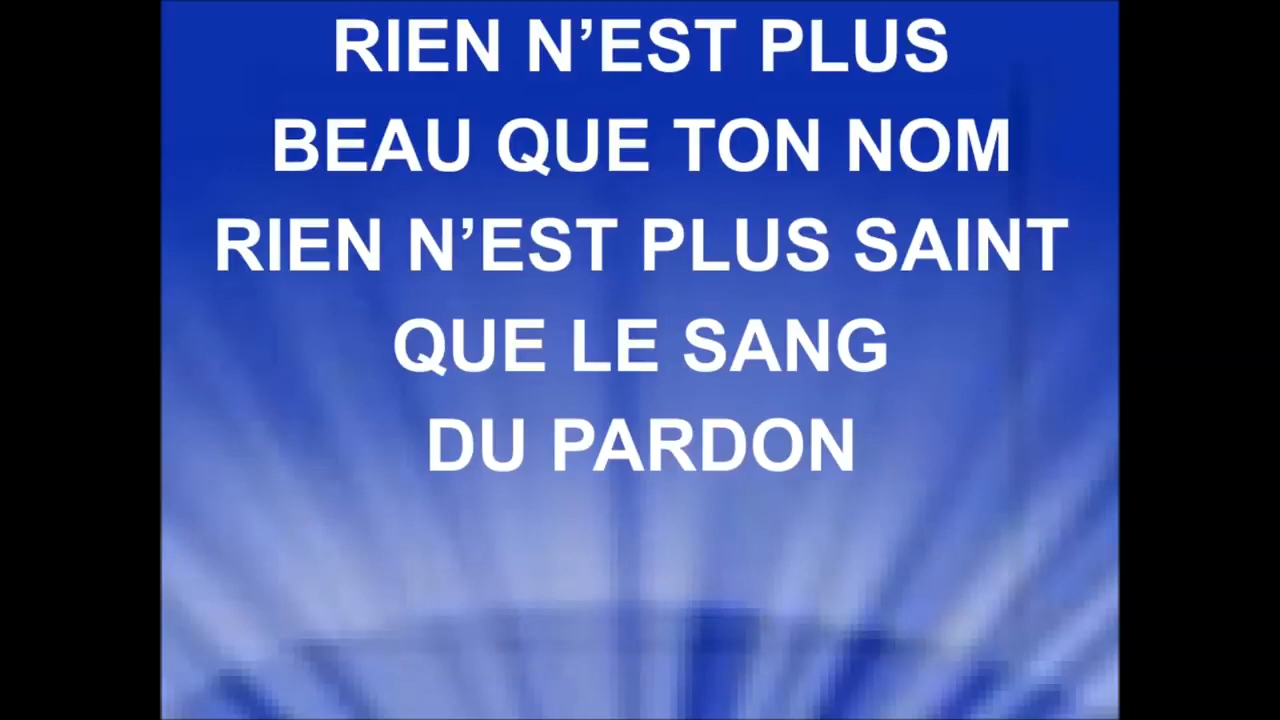 RIEN N’EST PLUS
BEAU QUE TON NOM
RIEN N’EST PLUS SAINT
QUE LE SANG
DU PARDON